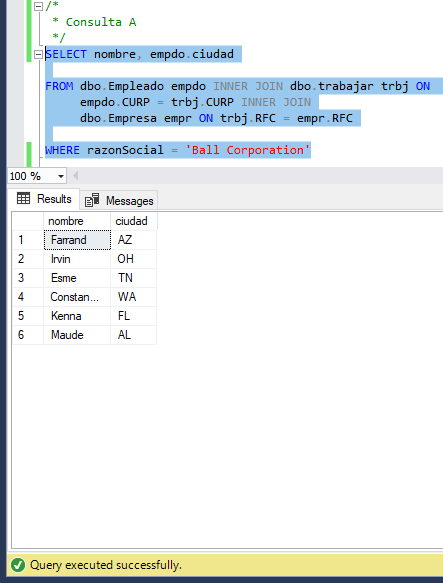 /*
* Consulta A
*/
SELECT nombre, empdo.ciudad
FROM dbo.Empleado empdo INNER JOIN dbo.trabajar trbj ON
empdo.CURP = trbj.CURP INNER JOIN
dbo.Empresa empr ON trbj.RFC = empr.RFC
WHERE razonSocial = 'Ball Corporation'
100 %
Results Messages
nombre ciudad
1 Farrand AZ
2 Irvin OH
3 Esme TN
4 Constan... WA
5 Kenna FL
6 Maude AL
Query executed successfully.